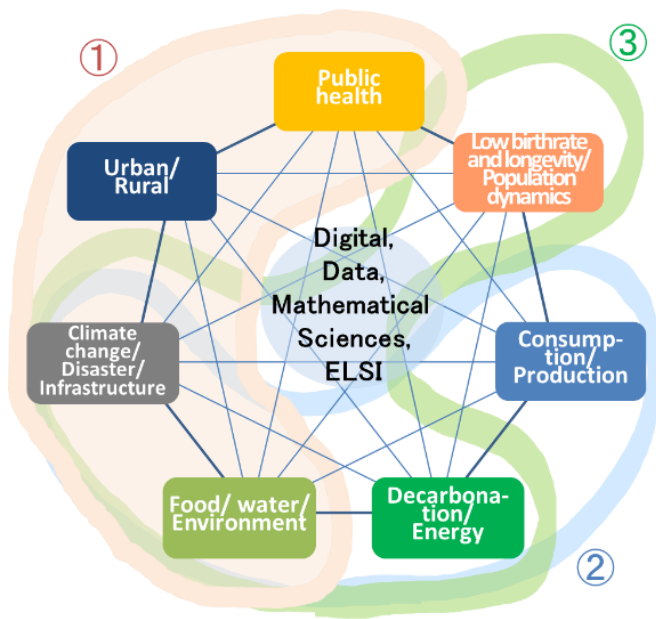 ①
③
Public
health
Urban/
Rural
Low birthrate
and longevity/
Population
dynamics
Digital,
Data,
Mathematical
Sciences,
ELSI
Climate
change/
Disaster/
Infrastructure
Consump-
tion/
Production
Food/ water/
Environment
Decarbona-
tion/
Energy
②